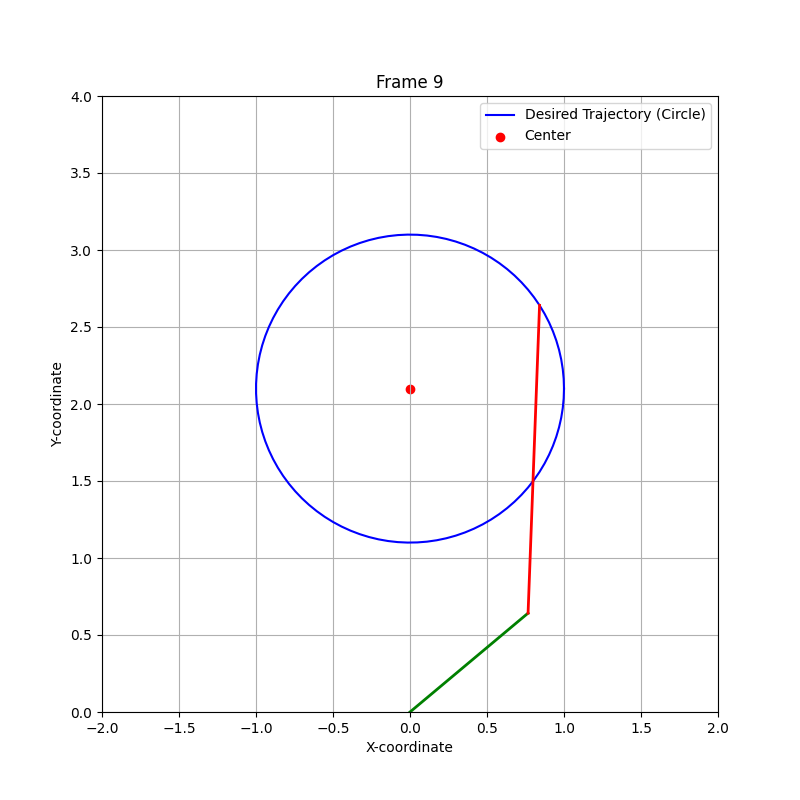 Frame 9
Desired Trajectory (Circle)
Center
4.0
3.5
3.0
2.5
2.0
1.5
1.0
0.5
0.0
Y-coordinate
−2.0 −1.5 −1.0 −0.5 0.0 0.5 1.0 1.5 2.0
X-coordinate